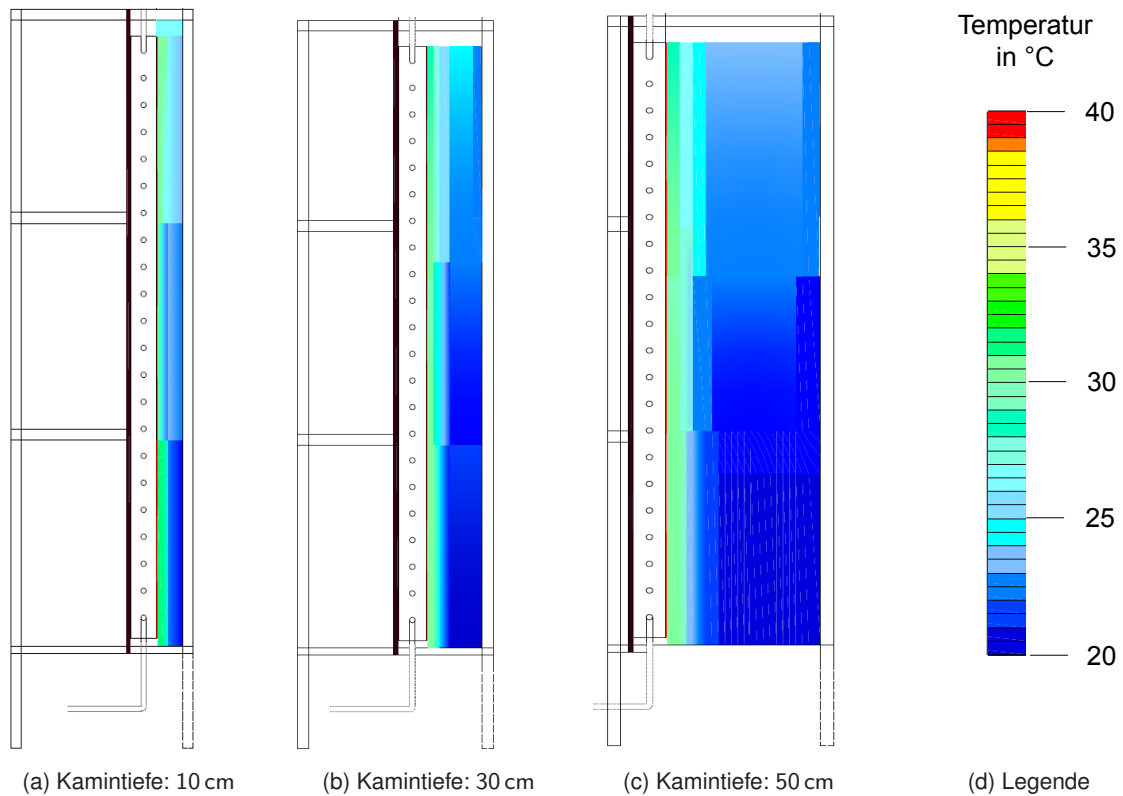 Temperatur
in °C
40
35
30
25
20
(a) Kamintiefe: 10 cm
(b) Kamintiefe: 30 cm
(c) Kamintiefe: 50 cm
(d) Legende